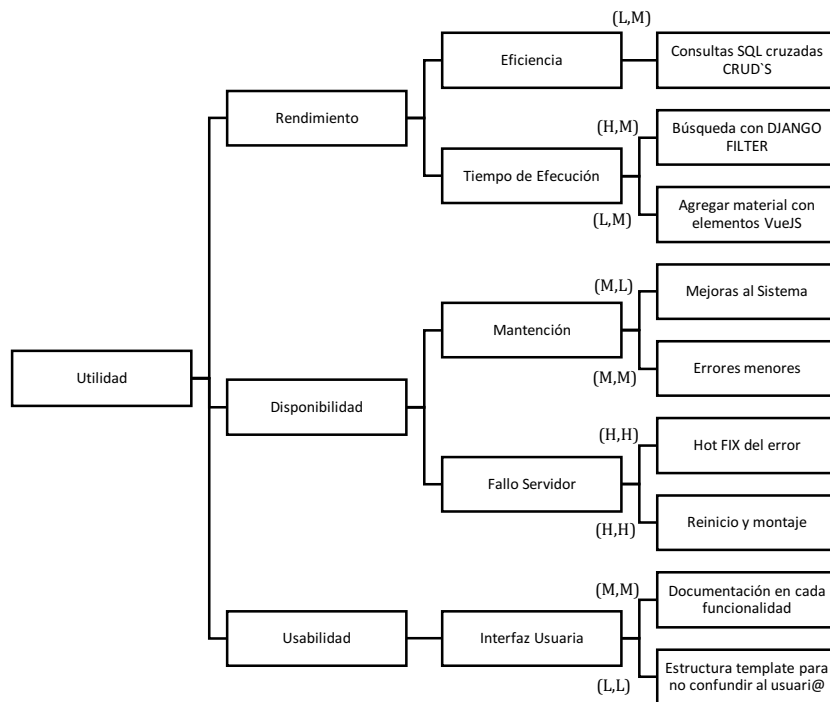 Utilidad
Rendimiento
Eficiencia
(L,M)
Consultas SQL cruzadas
CRUD`S
Tiempo de Efecución
(H,M)
Búsqueda con DJANGO
FILTER
(L,M)
Agregar material con
elementos VueJS
Disponibilidad
Mantención
(M,L)
Mejoras al Sistema
(M,M)
Errores menores
Fallo Servidor
(H,H)
Hot FIX del error
(H,H)
Reinicio y montaje
Usabilidad
Interfaz Usuaria
(M,M)
Documentación en cada
funcionalidad
(L,L)
Estructura template para
no confundir al usuari@